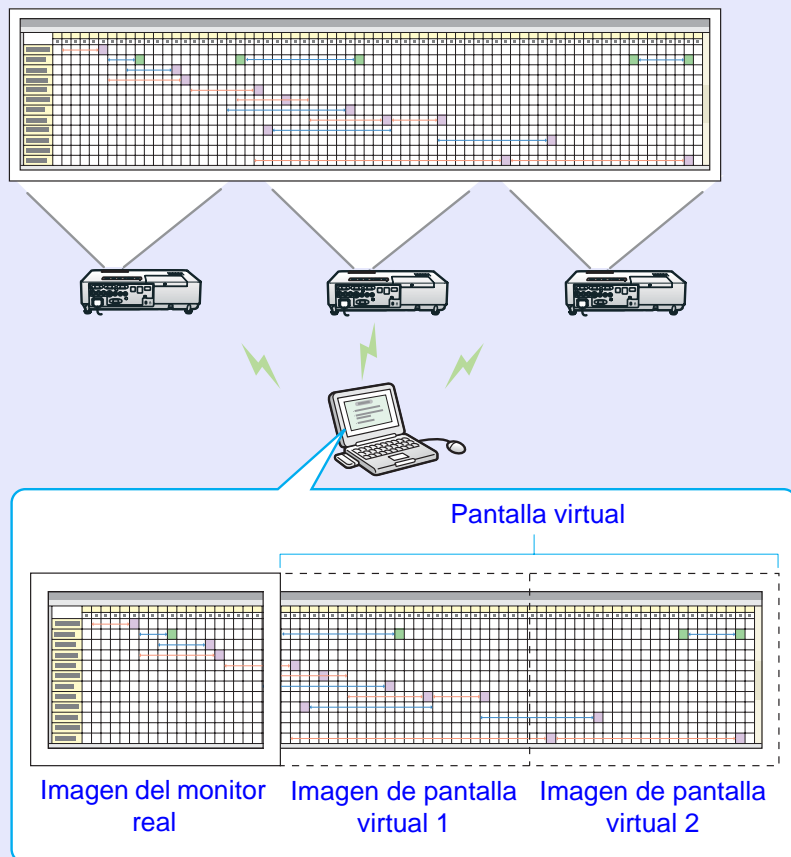 Pantalla virtual
Imagen del monitor
real
Imagen de pantalla
virtual 1
Imagen de pantalla
virtual 2